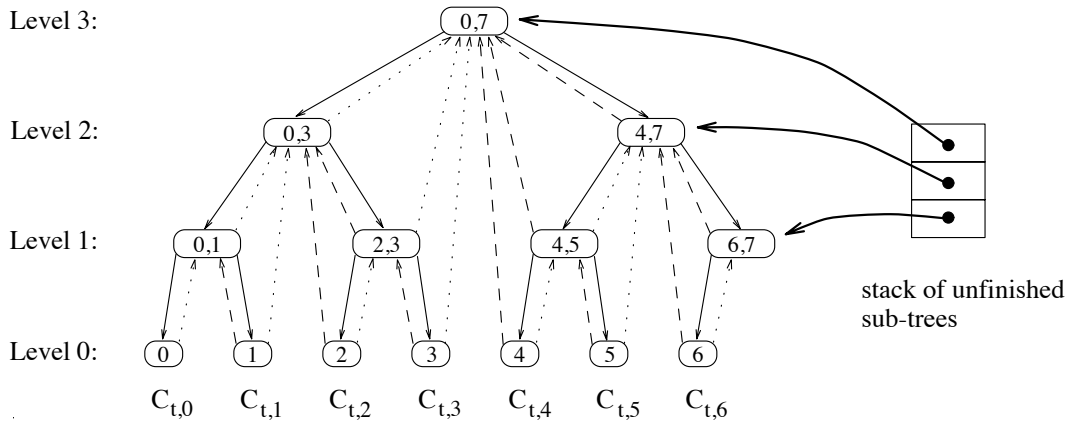 Level 3: 0,7
Level 2: 0,3 4,7
Level 1: 0,1 2,3 4,5 6,7
stack of unfinished
sub-trees
Level 0: 0 1 2 3 4 5 6
C_{t,0} C_{t,1} C_{t,2} C_{t,3} C_{t,4} C_{t,5} C_{t,6}